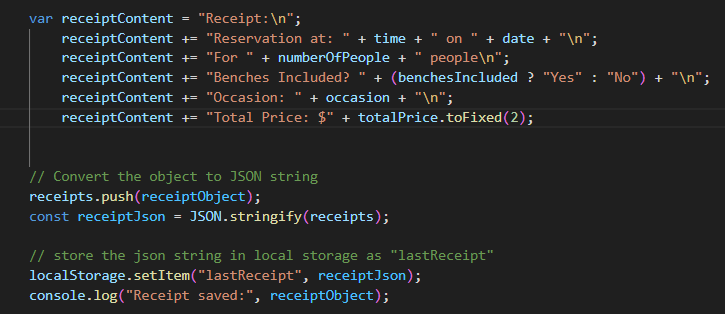 var receiptContent = "Receipt:\n";
receiptContent += "Reservation at: " + time + " on " + date + "\n";
receiptContent += "For " + numberOfPeople + " people\n";
receiptContent += "Benches Included? " + (benchesIncluded ? "Yes" : "No") + "\n";
receiptContent += "Occasion: " + occasion + "\n";
receiptContent += "Total Price: $" + totalPrice.toFixed(2);
// Convert the object to JSON string
receipts.push(receiptObject);
const receiptJson = JSON.stringify(receipts);
// store the json string in local storage as "lastReceipt"
localStorage.setItem("lastReceipt", receiptJson);
console.log("Receipt saved:", receiptObject);